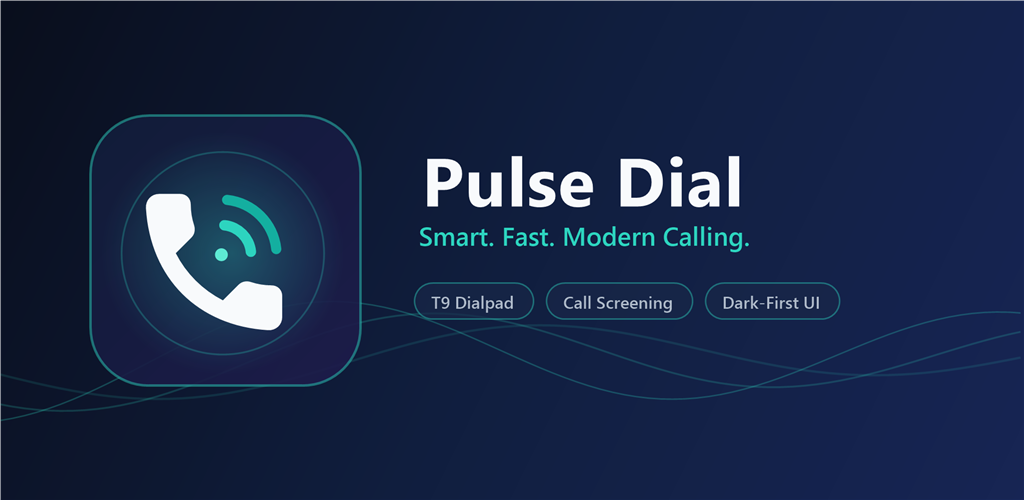 Pulse Dial
Smart. Fast. Modern Calling.
T9 Dialpad
Call Screening
Dark-First UI